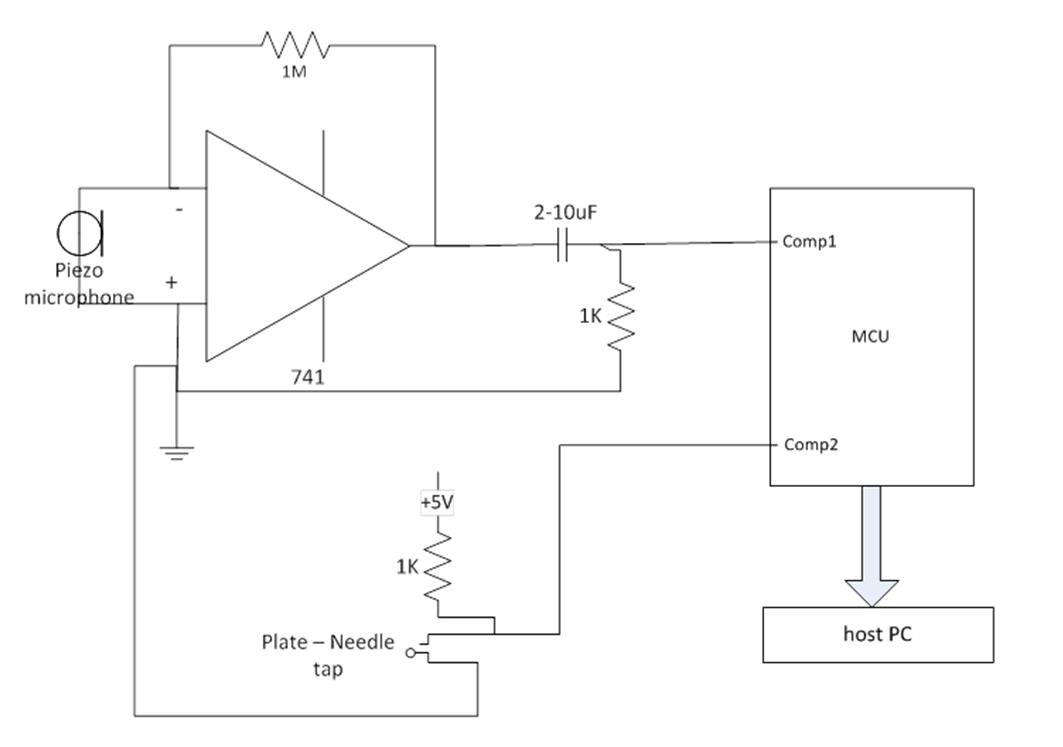 1M
-
+
Piezo
microphone
741
2-10uF
1K
Comp1
MCU
Comp2
+5V
1K
Plate – Needle
tap
host PC